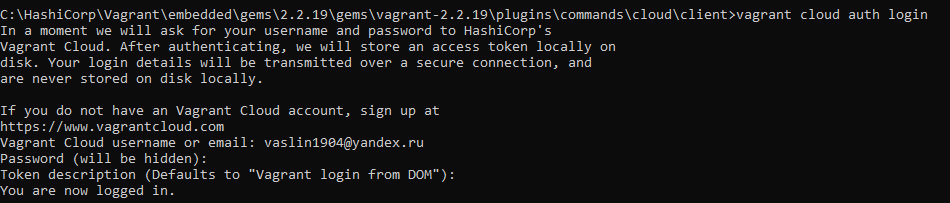 C:\HashiCorp\Vagrant\embedded\gems\2.2.19\gems\vagrant-2.2.19\plugins\commands\cloud\client>vagrant cloud auth login
In a moment we will ask for your username and password to HashiCorp's
Vagrant Cloud. After authenticating, we will store an access token locally on
disk. Your login details will be transmitted over a secure connection, and
are never stored on disk locally.
If you do not have an Vagrant Cloud account, sign up at
https://www.vagrantcloud.com
Vagrant Cloud username or email: vaslin1904@yandex.ru
Password (will be hidden):
Token description (Defaults to "Vagrant login from DOM"):
You are now logged in.